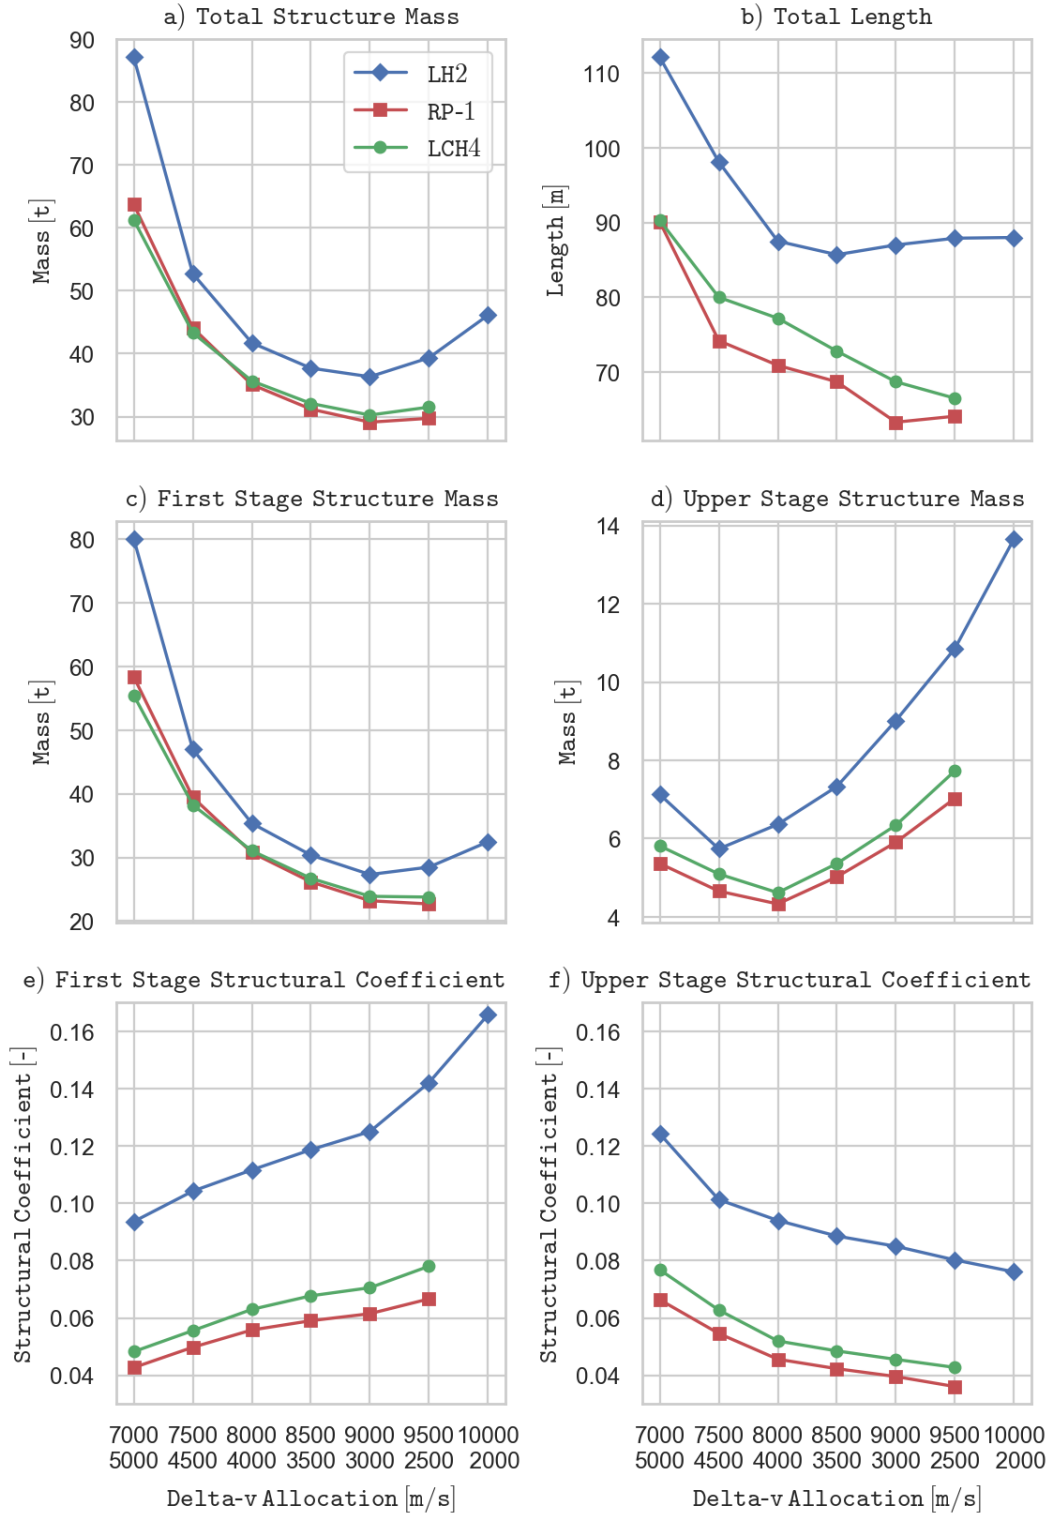 a) Total Structure Mass
90
80
70
60
50
40
30
Mass [t]
LH2
RP-1
LCH4
b) Total Length
110
100
90
80
70
Length [m]
c) First Stage Structure Mass
80
70
60
50
40
30
20
Mass [t]
d) Upper Stage Structure Mass
14
12
10
8
6
4
Mass [t]
e) First Stage Structural Coefficient
0.16
0.14
0.12
0.10
0.08
0.06
0.04
Structural Coefficient [-]
7000 7500 8000 8500 9000 9500 10000
5000 4500 4000 3500 3000 2500 2000
Delta-v Allocation [m/s]
f) Upper Stage Structural Coefficient
0.16
0.14
0.12
0.10
0.08
0.06
0.04
Structural Coefficient [-]
7000 7500 8000 8500 9000 9500 10000
5000 4500 4000 3500 3000 2500 2000
Delta-v Allocation [m/s]